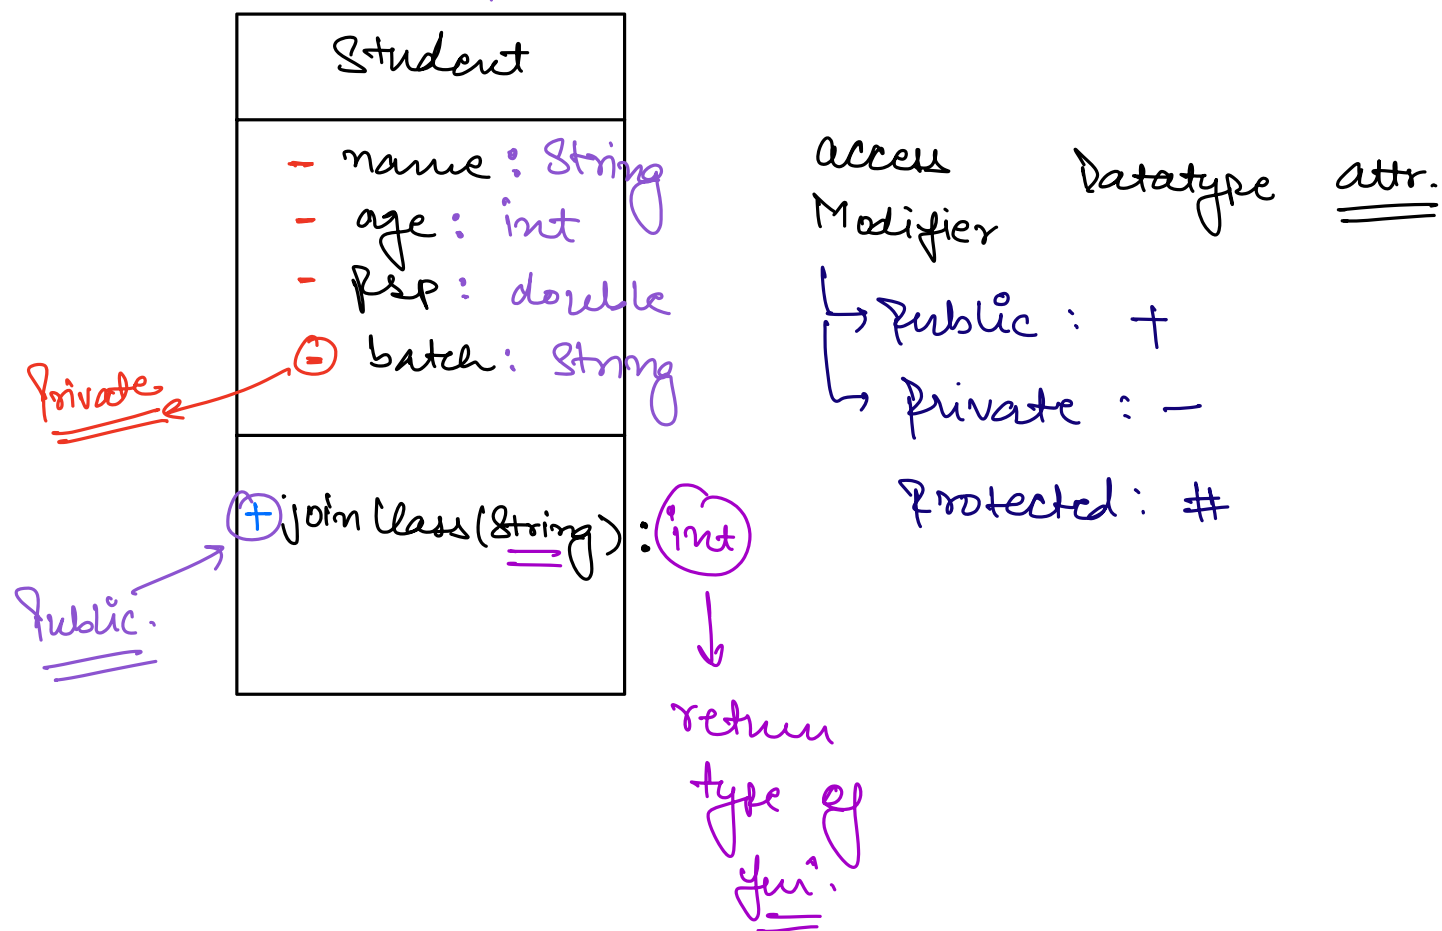 Student
- name : String
- age : int
- psp : double
- batch : String
Private
+ joinClass(String) : int
Public.
return
type of
fun^.
access
Modifier
Datatype attr.
Public : +
Private : -
Protected : #